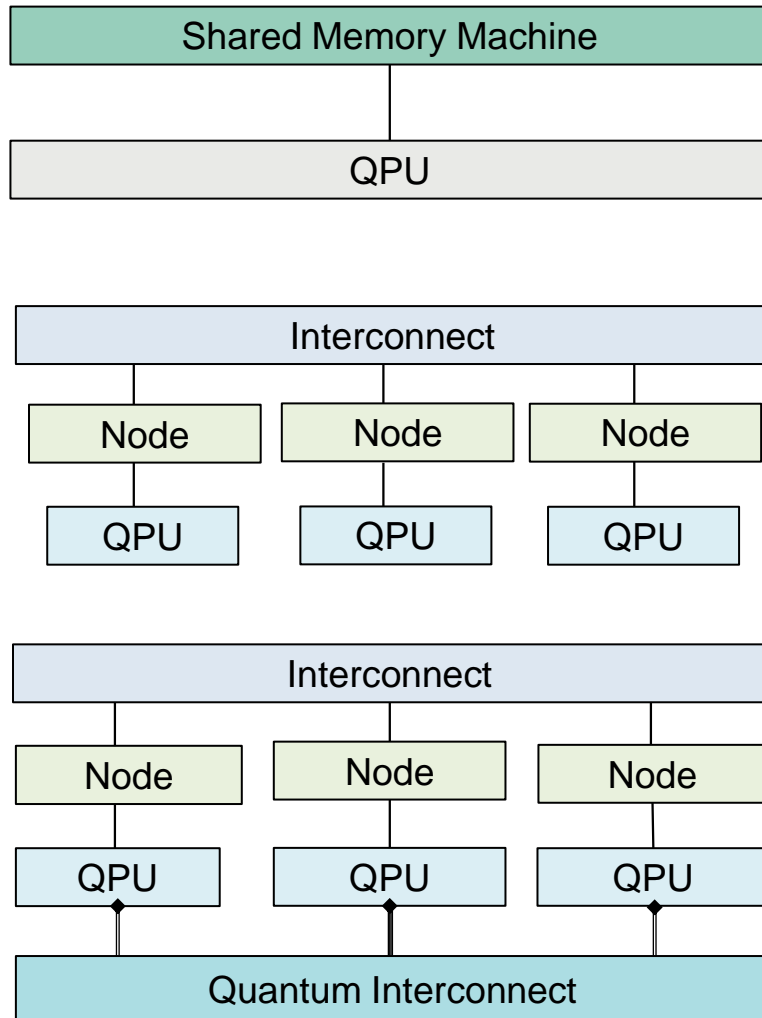 Shared Memory Machine
QPU
Interconnect
Node Node Node
QPU QPU QPU
Interconnect
Node Node Node
QPU QPU QPU
Quantum Interconnect